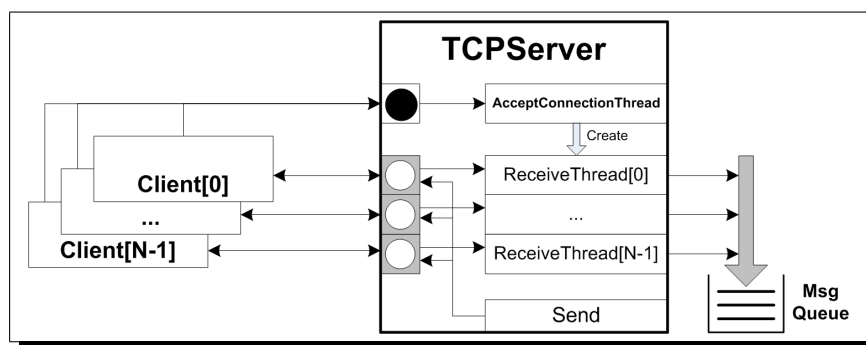 TCPServer
AcceptConnectionThread
Create
Client[0]
ReceiveThread[0]
...
...
Client[N-1]
ReceiveThread[N-1]
Send
Msg
Queue